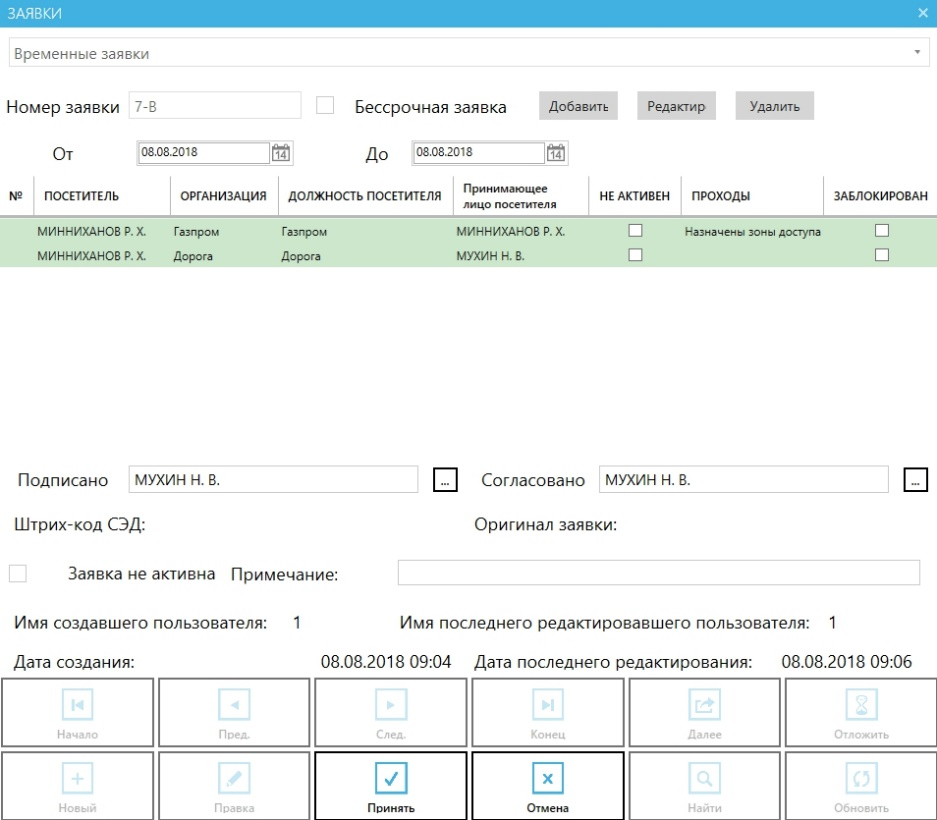 ЗАЯВКИ
Временные заявки
Номер заявки 7-В Бессрочная заявка Добавить Редактир Удалить
От 08.08.2018 14 До 08.08.2018 14
№ ПОСЕТИТЕЛЬ ОРГАНИЗАЦИЯ ДОЛЖНОСТЬ ПОСЕТИТЕЛЯ Принимающее лицо посетителя НЕ АКТИВЕН ПРОХОДЫ ЗАБЛОКИРОВАН
МИННИХАНОВ Р. Х. Газпром Газпром МИННИХАНОВ Р. Х. Назначены зоны доступа
МИННИХАНОВ Р. Х. Дорога Дорога МУХИН Н. В.
Подписано МУХИН Н. В. ... Согласовано МУХИН Н. В. ...
Штрих-код СЭД: Оригинал заявки:
Заявка не активна Примечание:
Имя создавшего пользователя: 1 Имя последнего редактировавшего пользователя: 1
Дата создания: 08.08.2018 09:04 Дата последнего редактирования: 08.08.2018 09:06
Начало Пред. След. Конец Далее Отложить
Новый Правка Принять Отмена Найти Обновить